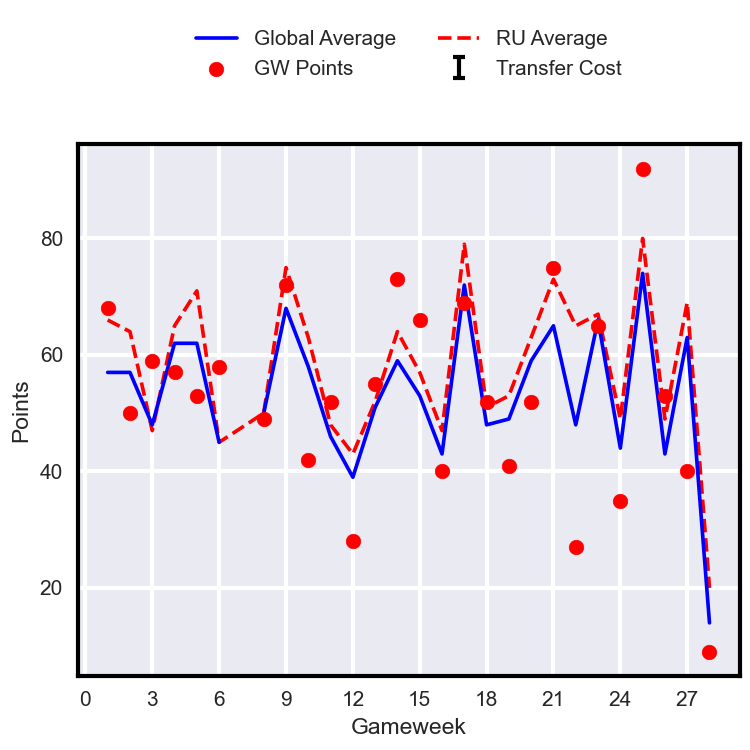 Global Average RU Average
GW Points Transfer Cost
80
60
40
20
Points
0 3 6 9 12 15 18 21 24 27
Gameweek